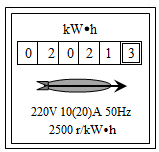 kW•h
0 2 0 2 1 3
220V 10(20)A 50Hz
2500 r/kW•h